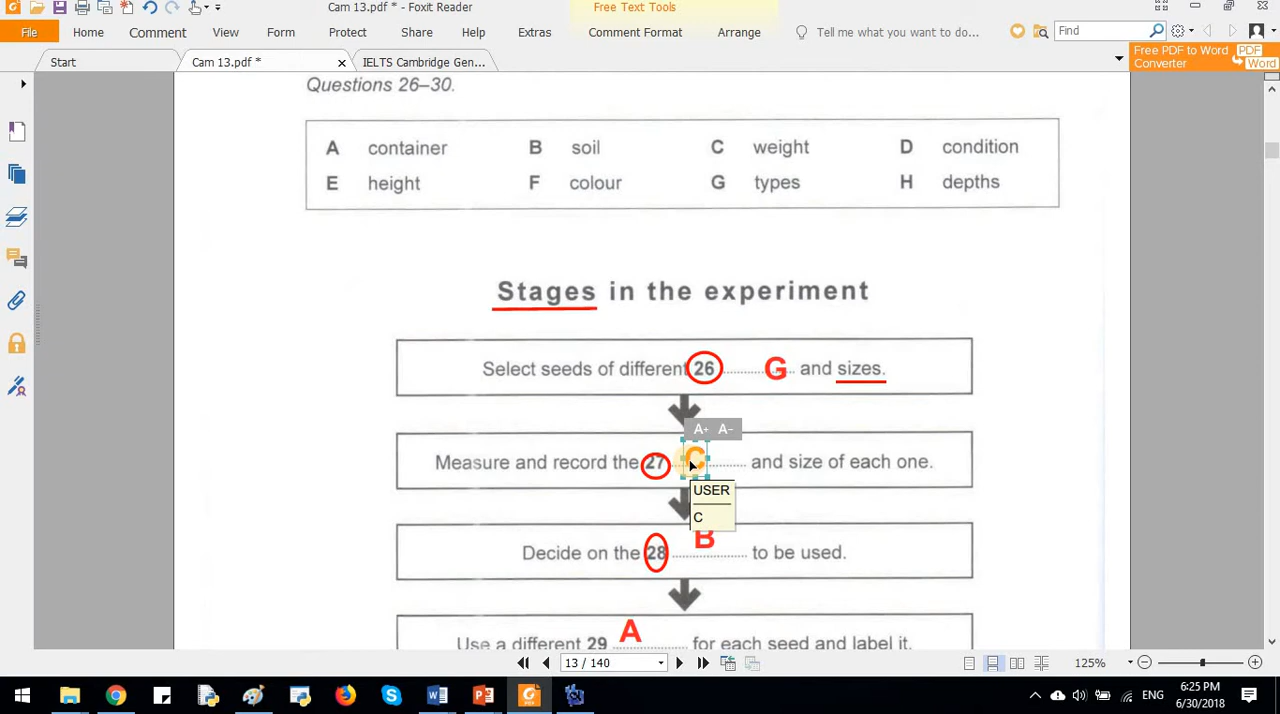 Cam 13.pdf * - Foxit Reader
Free Text Tools
File Home Comment View Form Protect Share Help Extras Comment Format Arrange Tell me what you want to do... Find
Start Cam 13.pdf * IELTS Cambridge Gen... Free PDF to Word Converter PDF Word
Questions 26–30.
A container B soil C weight D condition
E height F colour G types H depths
Stages in the experiment
Select seeds of different 26 G and sizes.
A+ A-
Measure and record the 27 C and size of each one.
USER
C
Decide on the 28 B to be used.
Use a different 29 A for each seed and label it.
13 / 140 125%
ENG 6:25 PM
6/30/2018